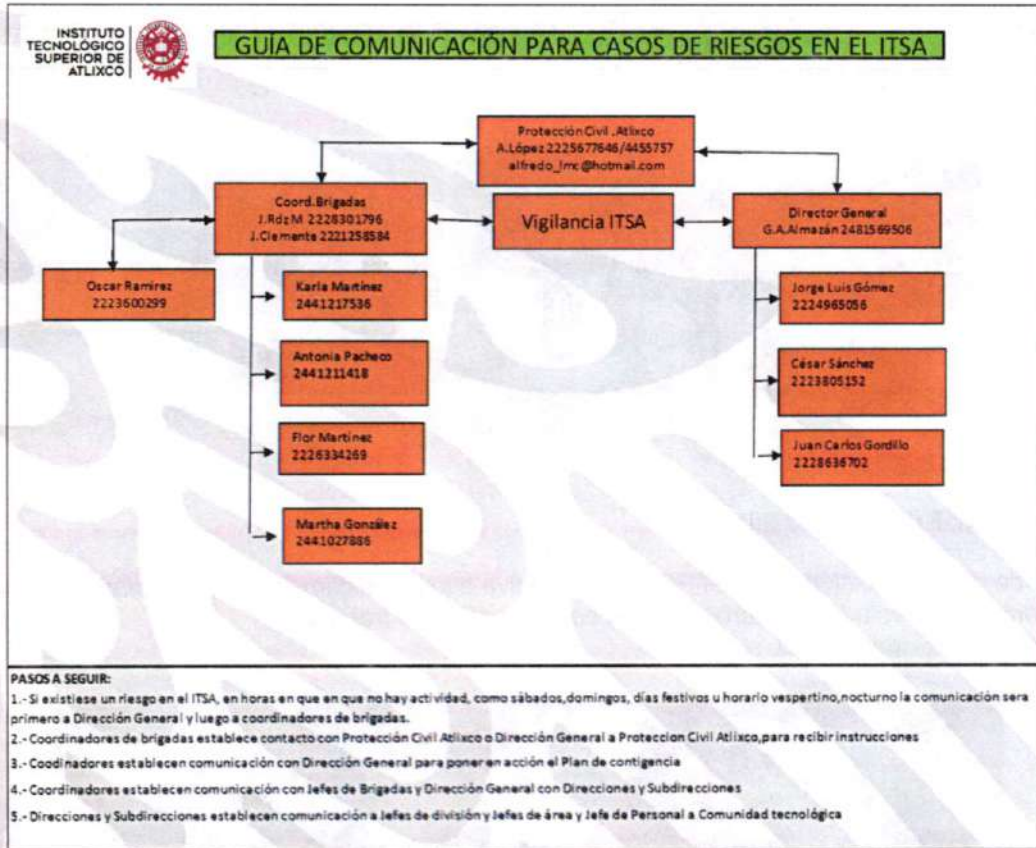 INSTITUTO
TECNOLÓGICO
SUPERIOR DE
ATLIXCO
GUÍA DE COMUNICACIÓN PARA CASOS DE RIESGOS EN EL ITSA
Protección Civil .Atlixco
A.López 2225677646/4455757
alfredo_lmc@hotmail.com
Coord.Brigadas
J.Rdz M 2228301796
J.Clemente 2221258584
Vigilancia ITSA
Director General
G.A.Almazán 2481569506
Oscar Ramirez
2223600299
Karla Martínez
2441217536
Jorge Luis Gómez
2224965056
Antonia Pacheco
2441211418
César Sánchez
2223805152
Flor Martinez
2226334269
Juan Carlos Gordillo
2228636702
Martha González
2441027886
PASOS A SEGUIR:
1.- Si existiese un riesgo en el ITSA, en horas en que en que no hay actividad, como sábados,domingos, días festivos u horario vespertino,nocturno la comunicación sera
primero a Dirección General y luego a coordinadores de brigadas.
2.- Coordinadores de brigadas establece contacto con Protección Civil Atlixco o Dirección General a Proteccion Civil Atlixco,para recibir instrucciones
3.- Coodinadores establecen comunicación con Dirección General para poner en acción el Plan de contigencia
4.- Coordinadores establecen comunicación con Jefes de Brigadas y Dirección General con Direcciones y Subdirecciones
5.- Direcciones y Subdirecciones establecen comunicación a Jefes de división y Jefes de área y Jefe de Personal a Comunidad tecnológica